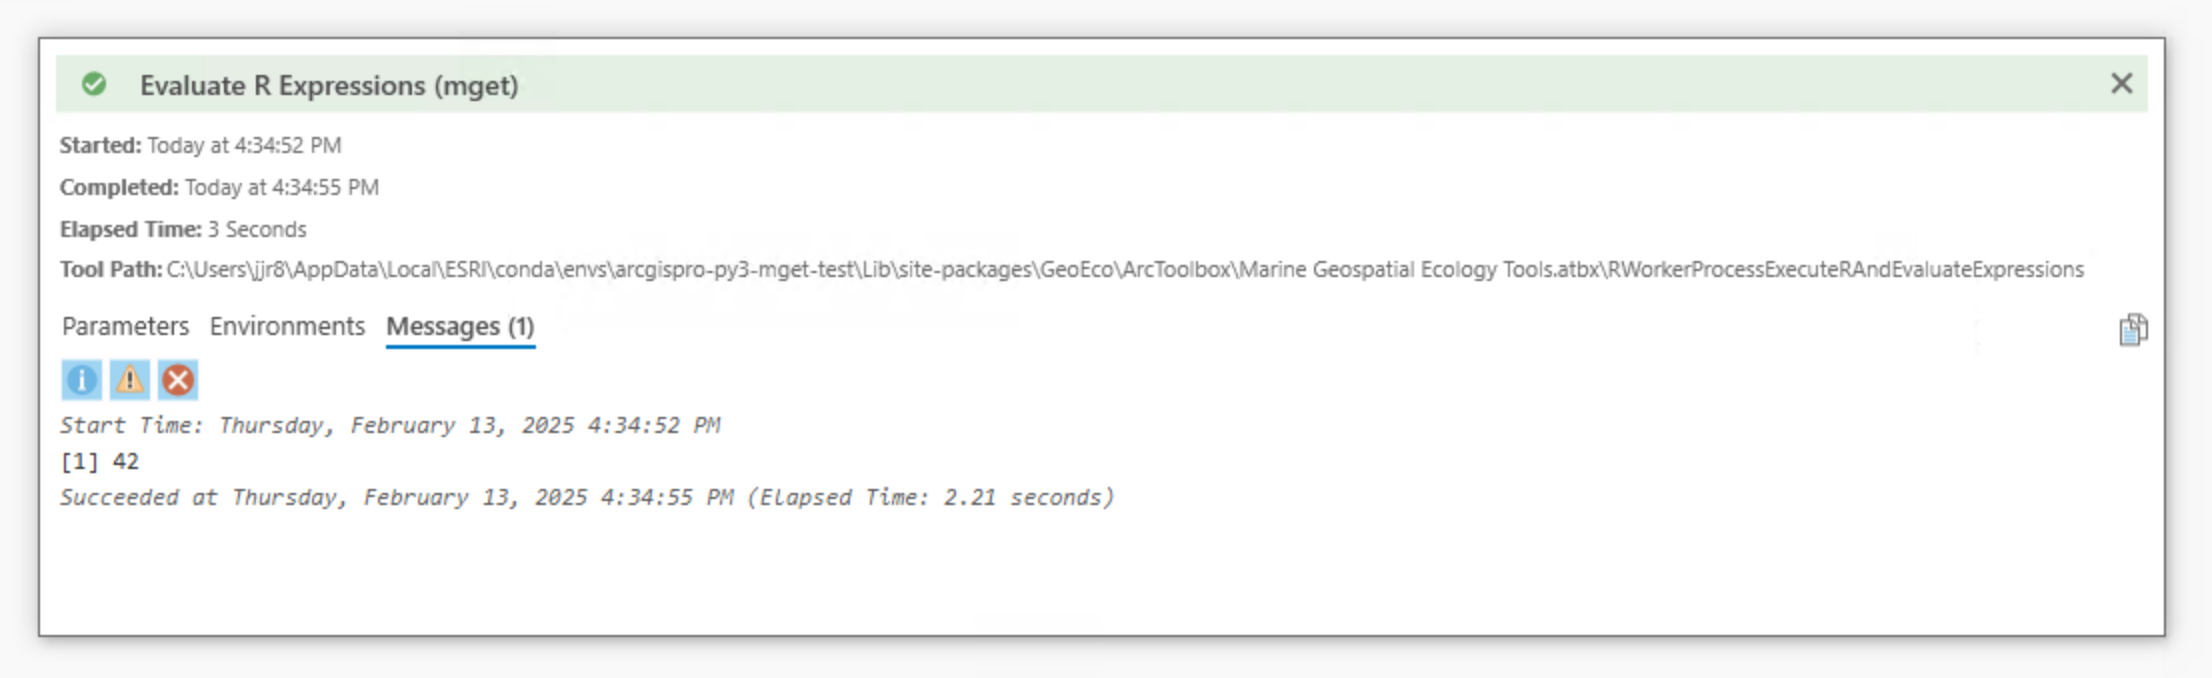 Evaluate R Expressions (mget)
Started: Today at 4:34:52 PM
Completed: Today at 4:34:55 PM
Elapsed Time: 3 Seconds
Tool Path: C:\Users\jjr8\AppData\Local\ESRI\conda\envs\arcgispro-py3-mget-test\Lib\site-packages\GeoEco\ArcToolbox\Marine Geospatial Ecology Tools.atbx\RWorkerProcessExecuteRAndEvaluateExpressions
Parameters Environments Messages (1)
Start Time: Thursday, February 13, 2025 4:34:52 PM
[1] 42
Succeeded at Thursday, February 13, 2025 4:34:55 PM (Elapsed Time: 2.21 seconds)